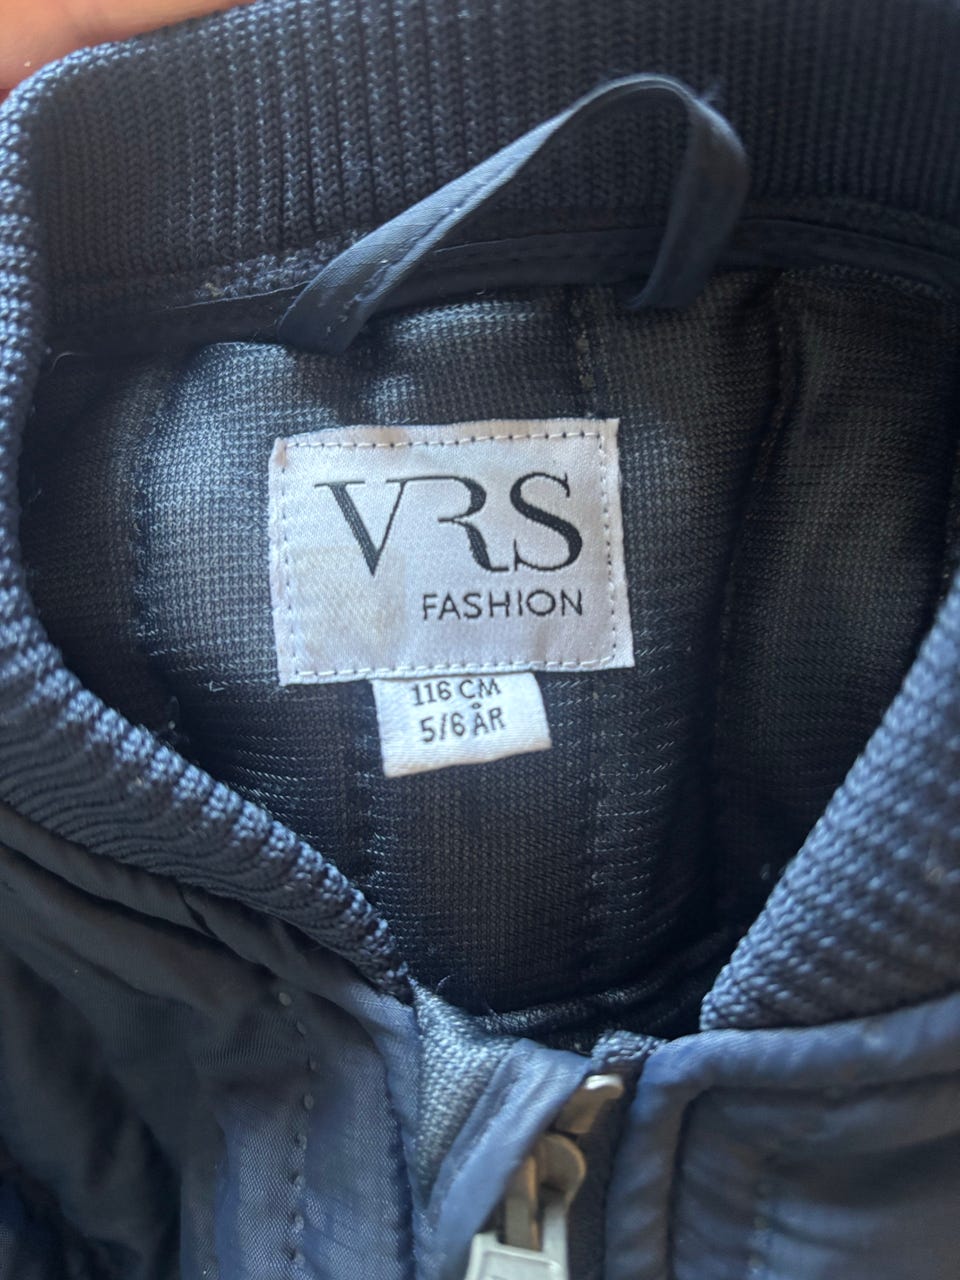 VRS
FASHION
116 CM
5/6 ÅR